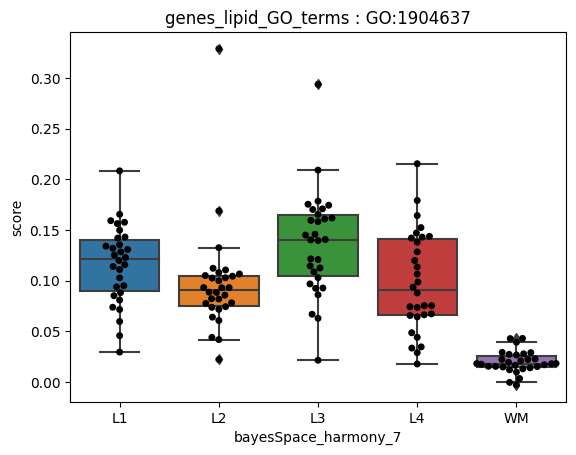 genes_lipid_GO_terms : GO:1904637
0.30
0.25
0.20
0.15
0.10
0.05
0.00
score
L1 L2 L3 L4 WM
bayesSpace_harmony_7